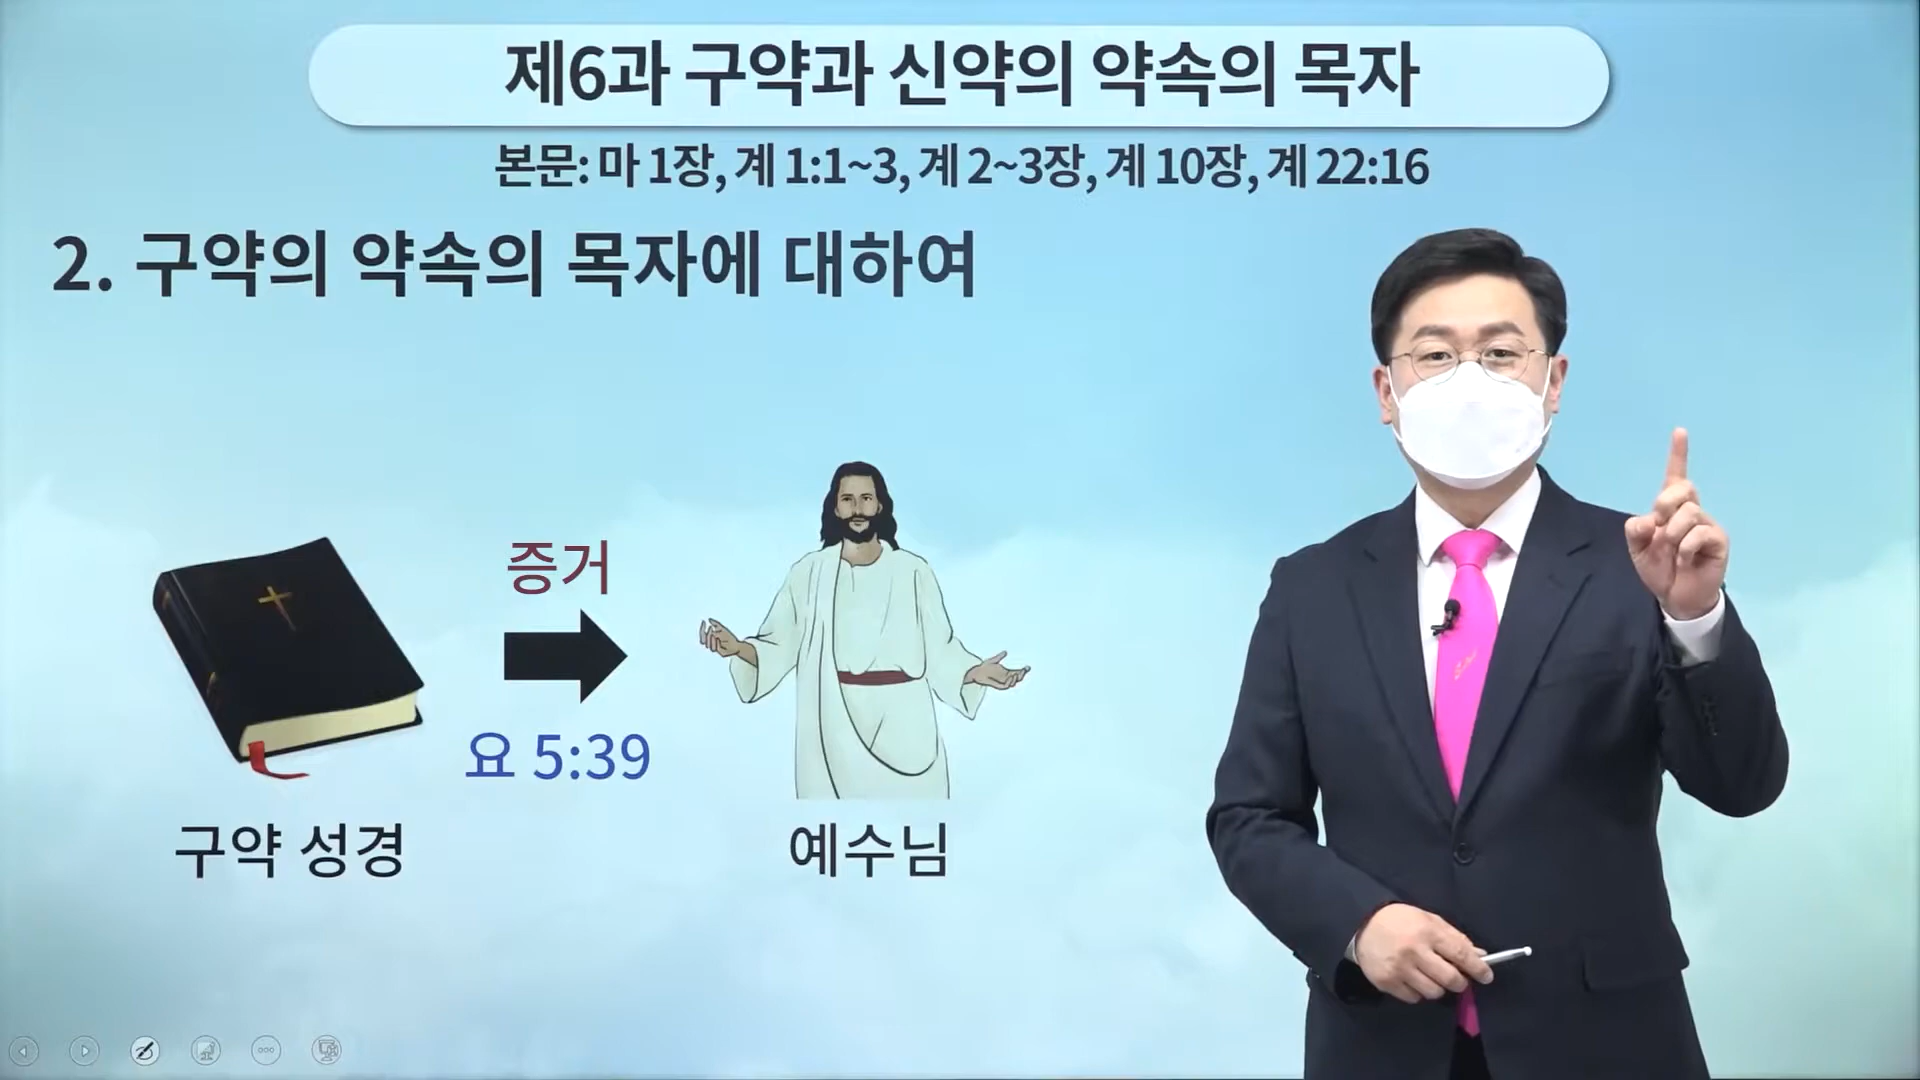 제6과 구약과 신약의 약속의 목자
본문: 마 1장, 계 1:1~3, 계 2~3장, 계 10장, 계 22:16
2. 구약의 약속의 목자에 대하여
증거
요 5:39
구약 성경
예수님